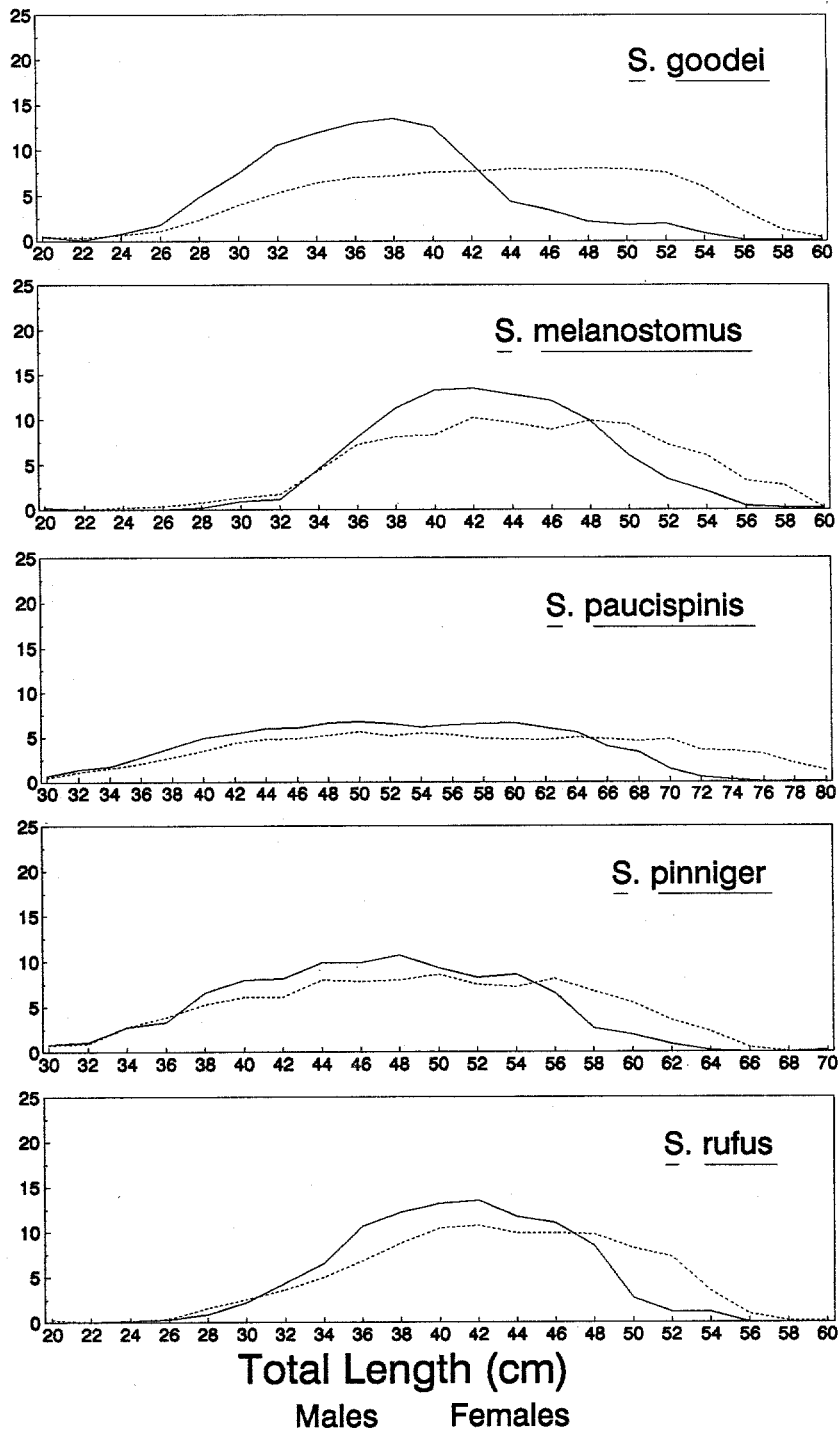 25
20
15
10
5
0
S. goodei
20 22 24 26 28 30 32 34 36 38 40 42 44 46 48 50 52 54 56 58 60
25
20
15
10
5
0
S. melanostomus
20 22 24 26 28 30 32 34 36 38 40 42 44 46 48 50 52 54 56 58 60
25
20
15
10
5
0
S. paucispinis
30 32 34 36 38 40 42 44 46 48 50 52 54 56 58 60 62 64 66 68 70 72 74 76 78 80
25
20
15
10
5
0
S. pinniger
30 32 34 36 38 40 42 44 46 48 50 52 54 56 58 60 62 64 66 68 70
25
20
15
10
5
0
S. rufus
20 22 24 26 28 30 32 34 36 38 40 42 44 46 48 50 52 54 56 58 60
Total Length (cm)
Males Females